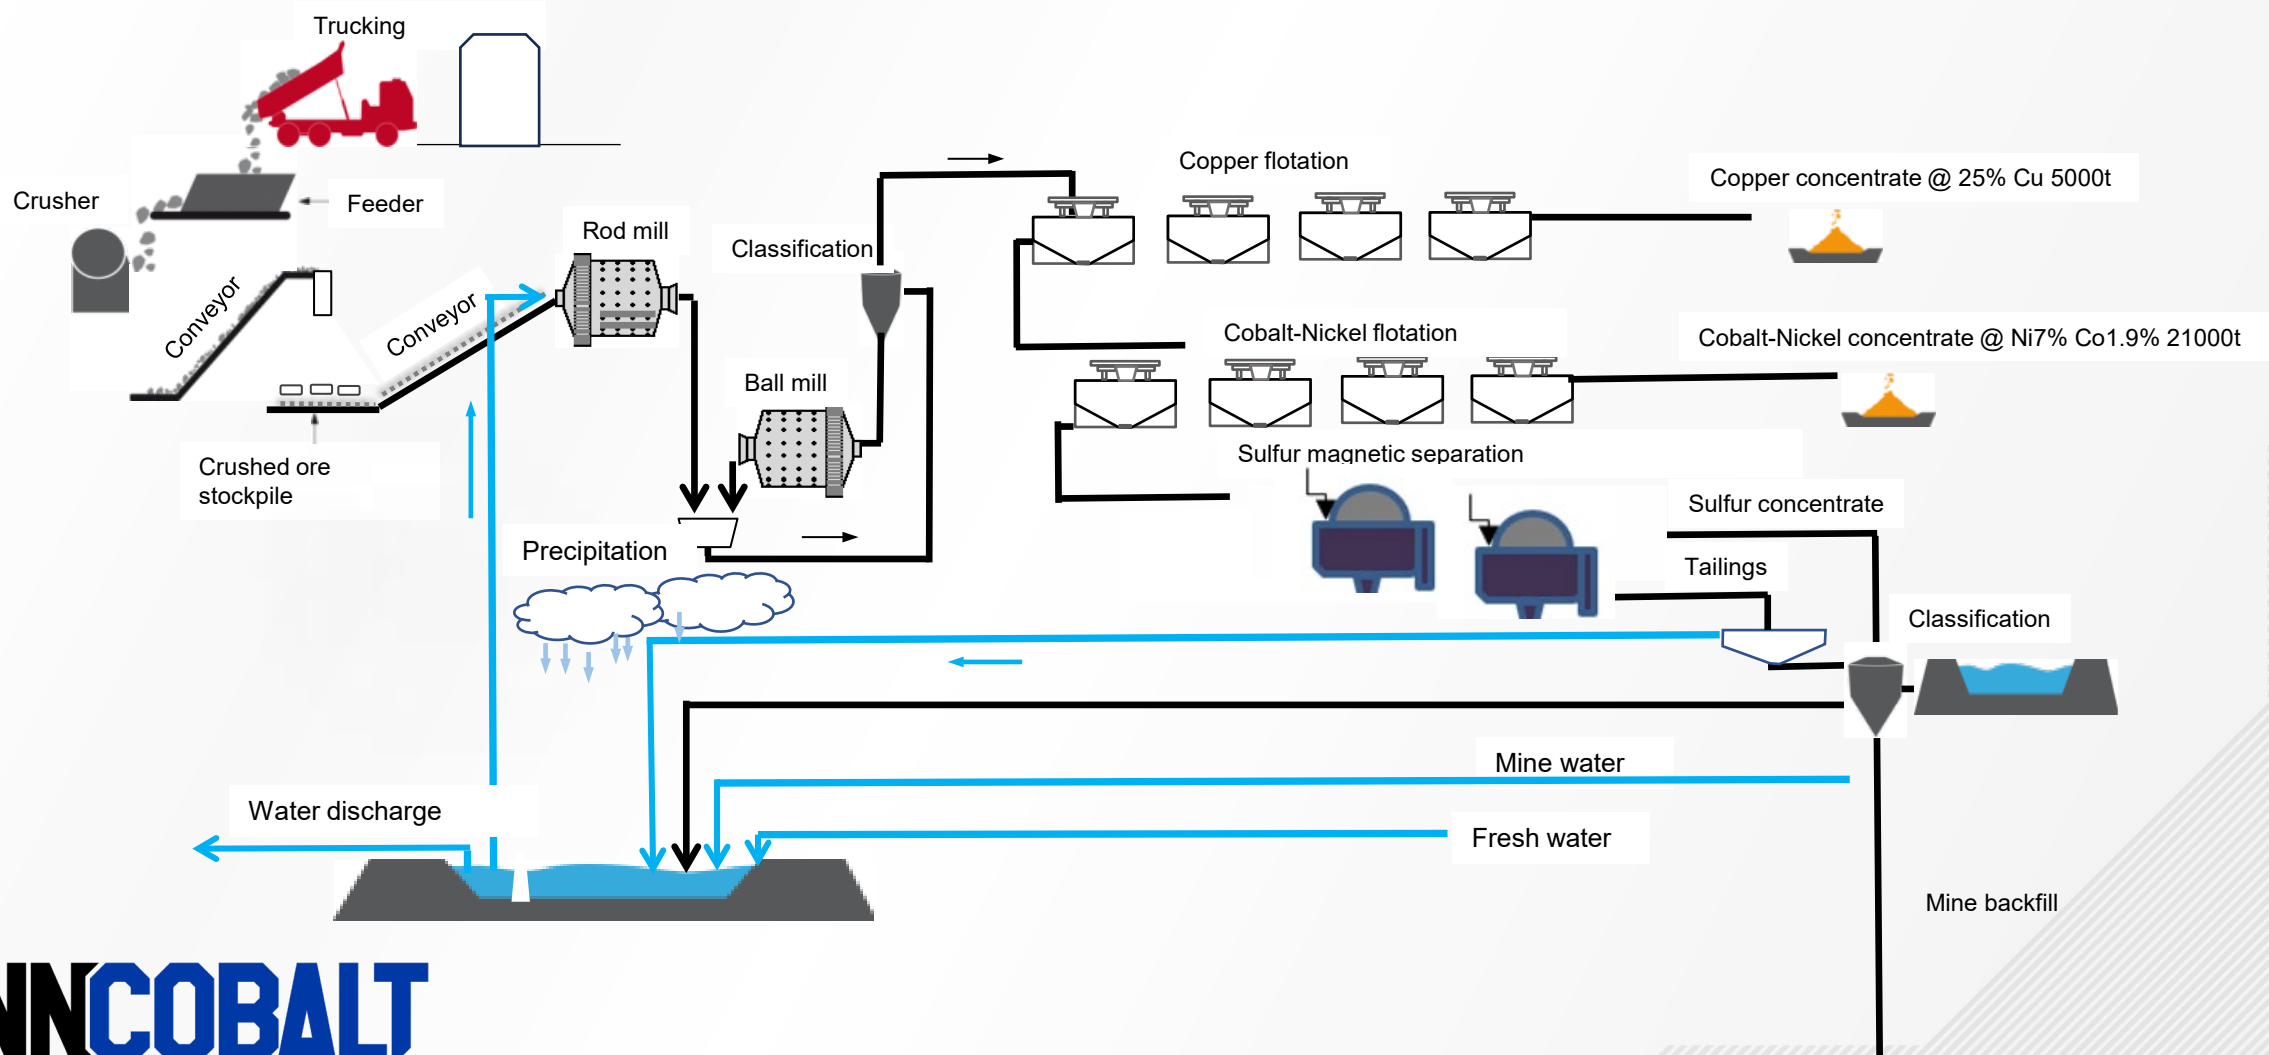 Trucking
Crusher
Feeder
Conveyor
Conveyor
Crushed ore
stockpile
Rod mill
Classification
Ball mill
Copper flotation
Copper concentrate @ 25% Cu 5000t
Cobalt-Nickel flotation
Cobalt-Nickel concentrate @ Ni7% Co1.9% 21000t
Sulfur magnetic separation
Sulfur concentrate
Tailings
Classification
Precipitation
Mine water
Fresh water
Water discharge
Mine backfill
NNCOBALT